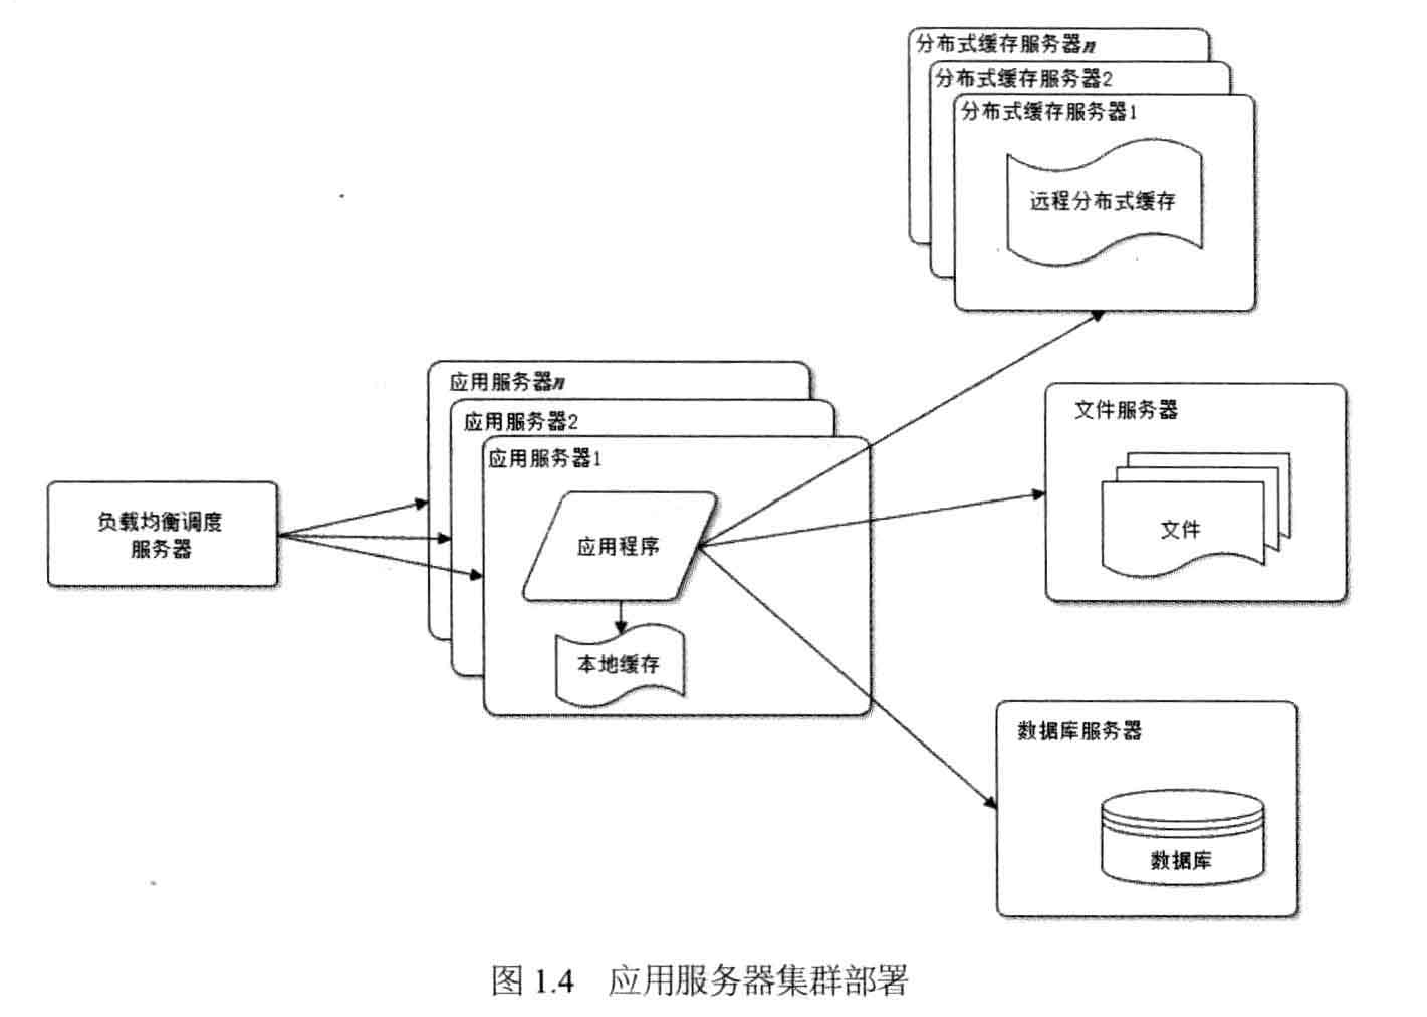 分布式缓存服务器n
分布式缓存服务器2
分布式缓存服务器1
远程分布式缓存
应用服务器n
应用服务器2
应用服务器1
文件服务器
负载均衡调度
服务器
应用程序
文件
本地缓存
数据库服务器
数据库
图 1.4 应用服务器集群部署